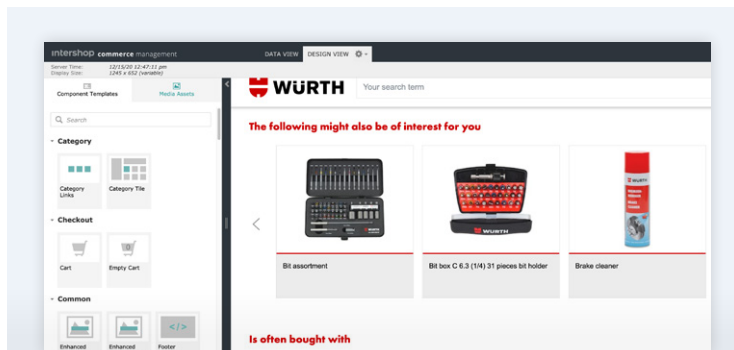 intershop commerce management
DATA VIEW DESIGN VIEW
Server Time: 12/15/20 12:47:11 pm
Display Size: 1245 x 652 (variable)
Component Templates Media Assets
WÜRTH Your search term
Search
The following might also be of interest for you
Category
Category Links Category Tile
WÜRTH
Checkout
Cart Empty Cart
Bit assortment Bit box C 6.3 (1/4) 31 pieces bit holder Brake cleaner
Common
</>
Enhanced Enhanced Footer
Is often bought with